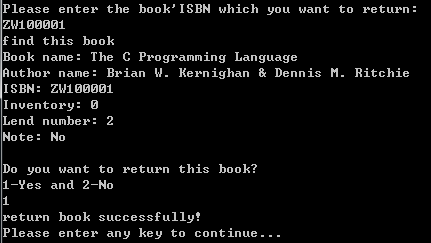 Please enter the book'ISBN which you want to return:
ZW100001
find this book
Book name: The C Programming Language
Author name: Brian W. Kernighan & Dennis M. Ritchie
ISBN: ZW100001
Inventory: 0
Lend number: 2
Note: No
Do you want to return this book?
1-Yes and 2-No
1
return book successfully!
Please enter any key to continue...